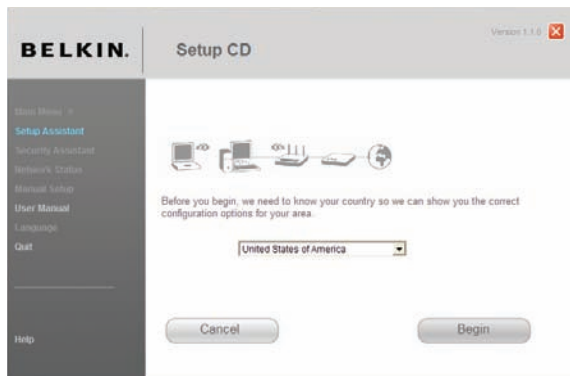 BELKIN.
Setup CD
Version 1.1.0
Main Menu >
Setup Assistant
Security Assistant
Network Status
Manual Setup
User Manual
Language
Quit
Help
Before you begin, we need to know your country so we can show you the correct
configuration options for your area.
United States of America
Cancel
Begin